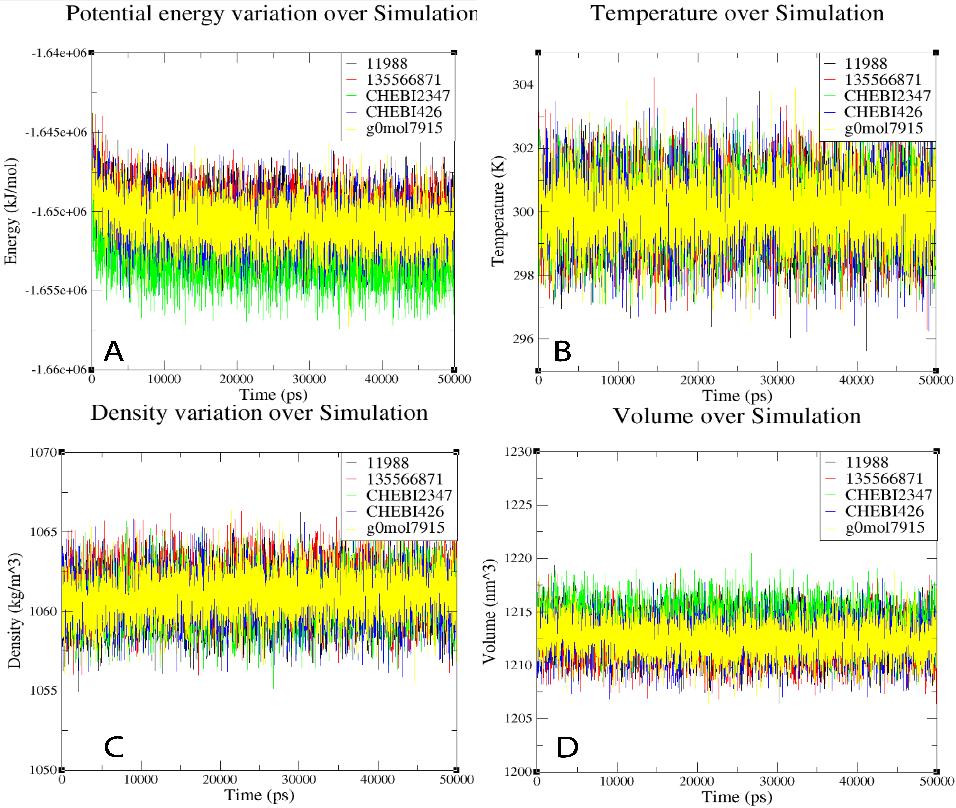 Potential energy variation over Simulation
-1.64e+06
-1.645e+06
-1.65e+06
-1.655e+06
-1.66e+06
Energy (kJ/mol)
11988
135566871
CHEBI2347
CHEBI426
g0mol7915
A
0 10000 20000 30000 40000 50000
Time (ps)
Temperature over Simulation
304
302
300
298
296
Temperature (K)
11988
135566871
CHEBI2347
CHEBI426
g0mol7915
B
0 10000 20000 30000 40000 50000
Time (ps)
Density variation over Simulation
1070
1065
1060
1055
1050
Density (kg/m^3)
11988
135566871
CHEBI2347
CHEBI426
g0mol7915
C
0 10000 20000 30000 40000 50000
Time (ps)
Volume over Simulation
1230
1225
1220
1215
1210
1205
1200
Volume (nm^3)
11988
135566871
CHEBI2347
CHEBI426
g0mol7915
D
0 10000 20000 30000 40000 50000
Time (ps)